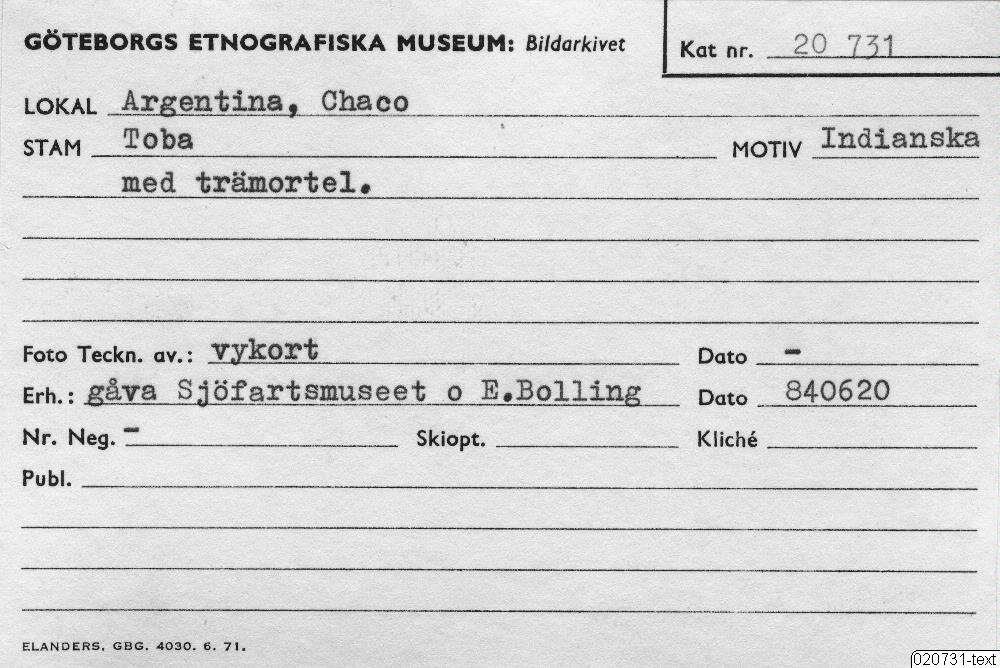 GÖTEBORGS ETNOGRAFISKA MUSEUM: Bildarkivet
Kat nr. 20 731
LOKAL Argentina, Chaco
STAM Toba MOTIV Indianska
med trämortel.
Foto Teckn. av.: vykort Dato -
Erh.: gåva Sjöfartsmuseet o E.Bolling Dato 840620
Nr. Neg. - Skiopt. Kliché
Publ.
ELANDERS, GBG. 4030. 6. 71.
020731-text